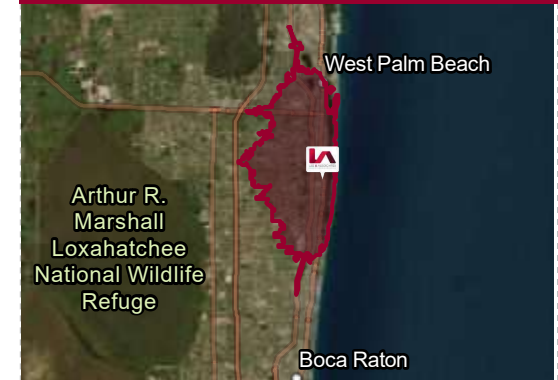 West Palm Beach
Arthur R.
Marshall
Loxahatchee
National Wildlife
Refuge
Boca Raton